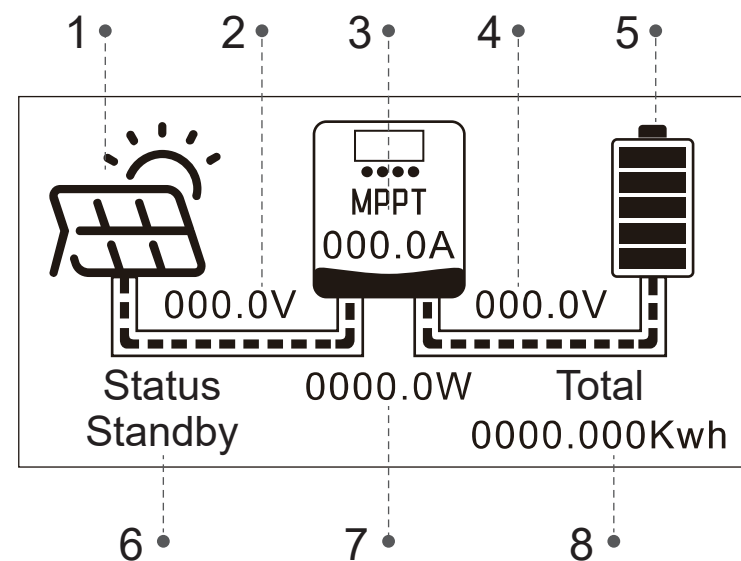 1 2 3 4 5
MPPT
000.0A
000.0V 000.0V
Status 0000.0W Total
Standby 0000.000Kwh
6 7 8